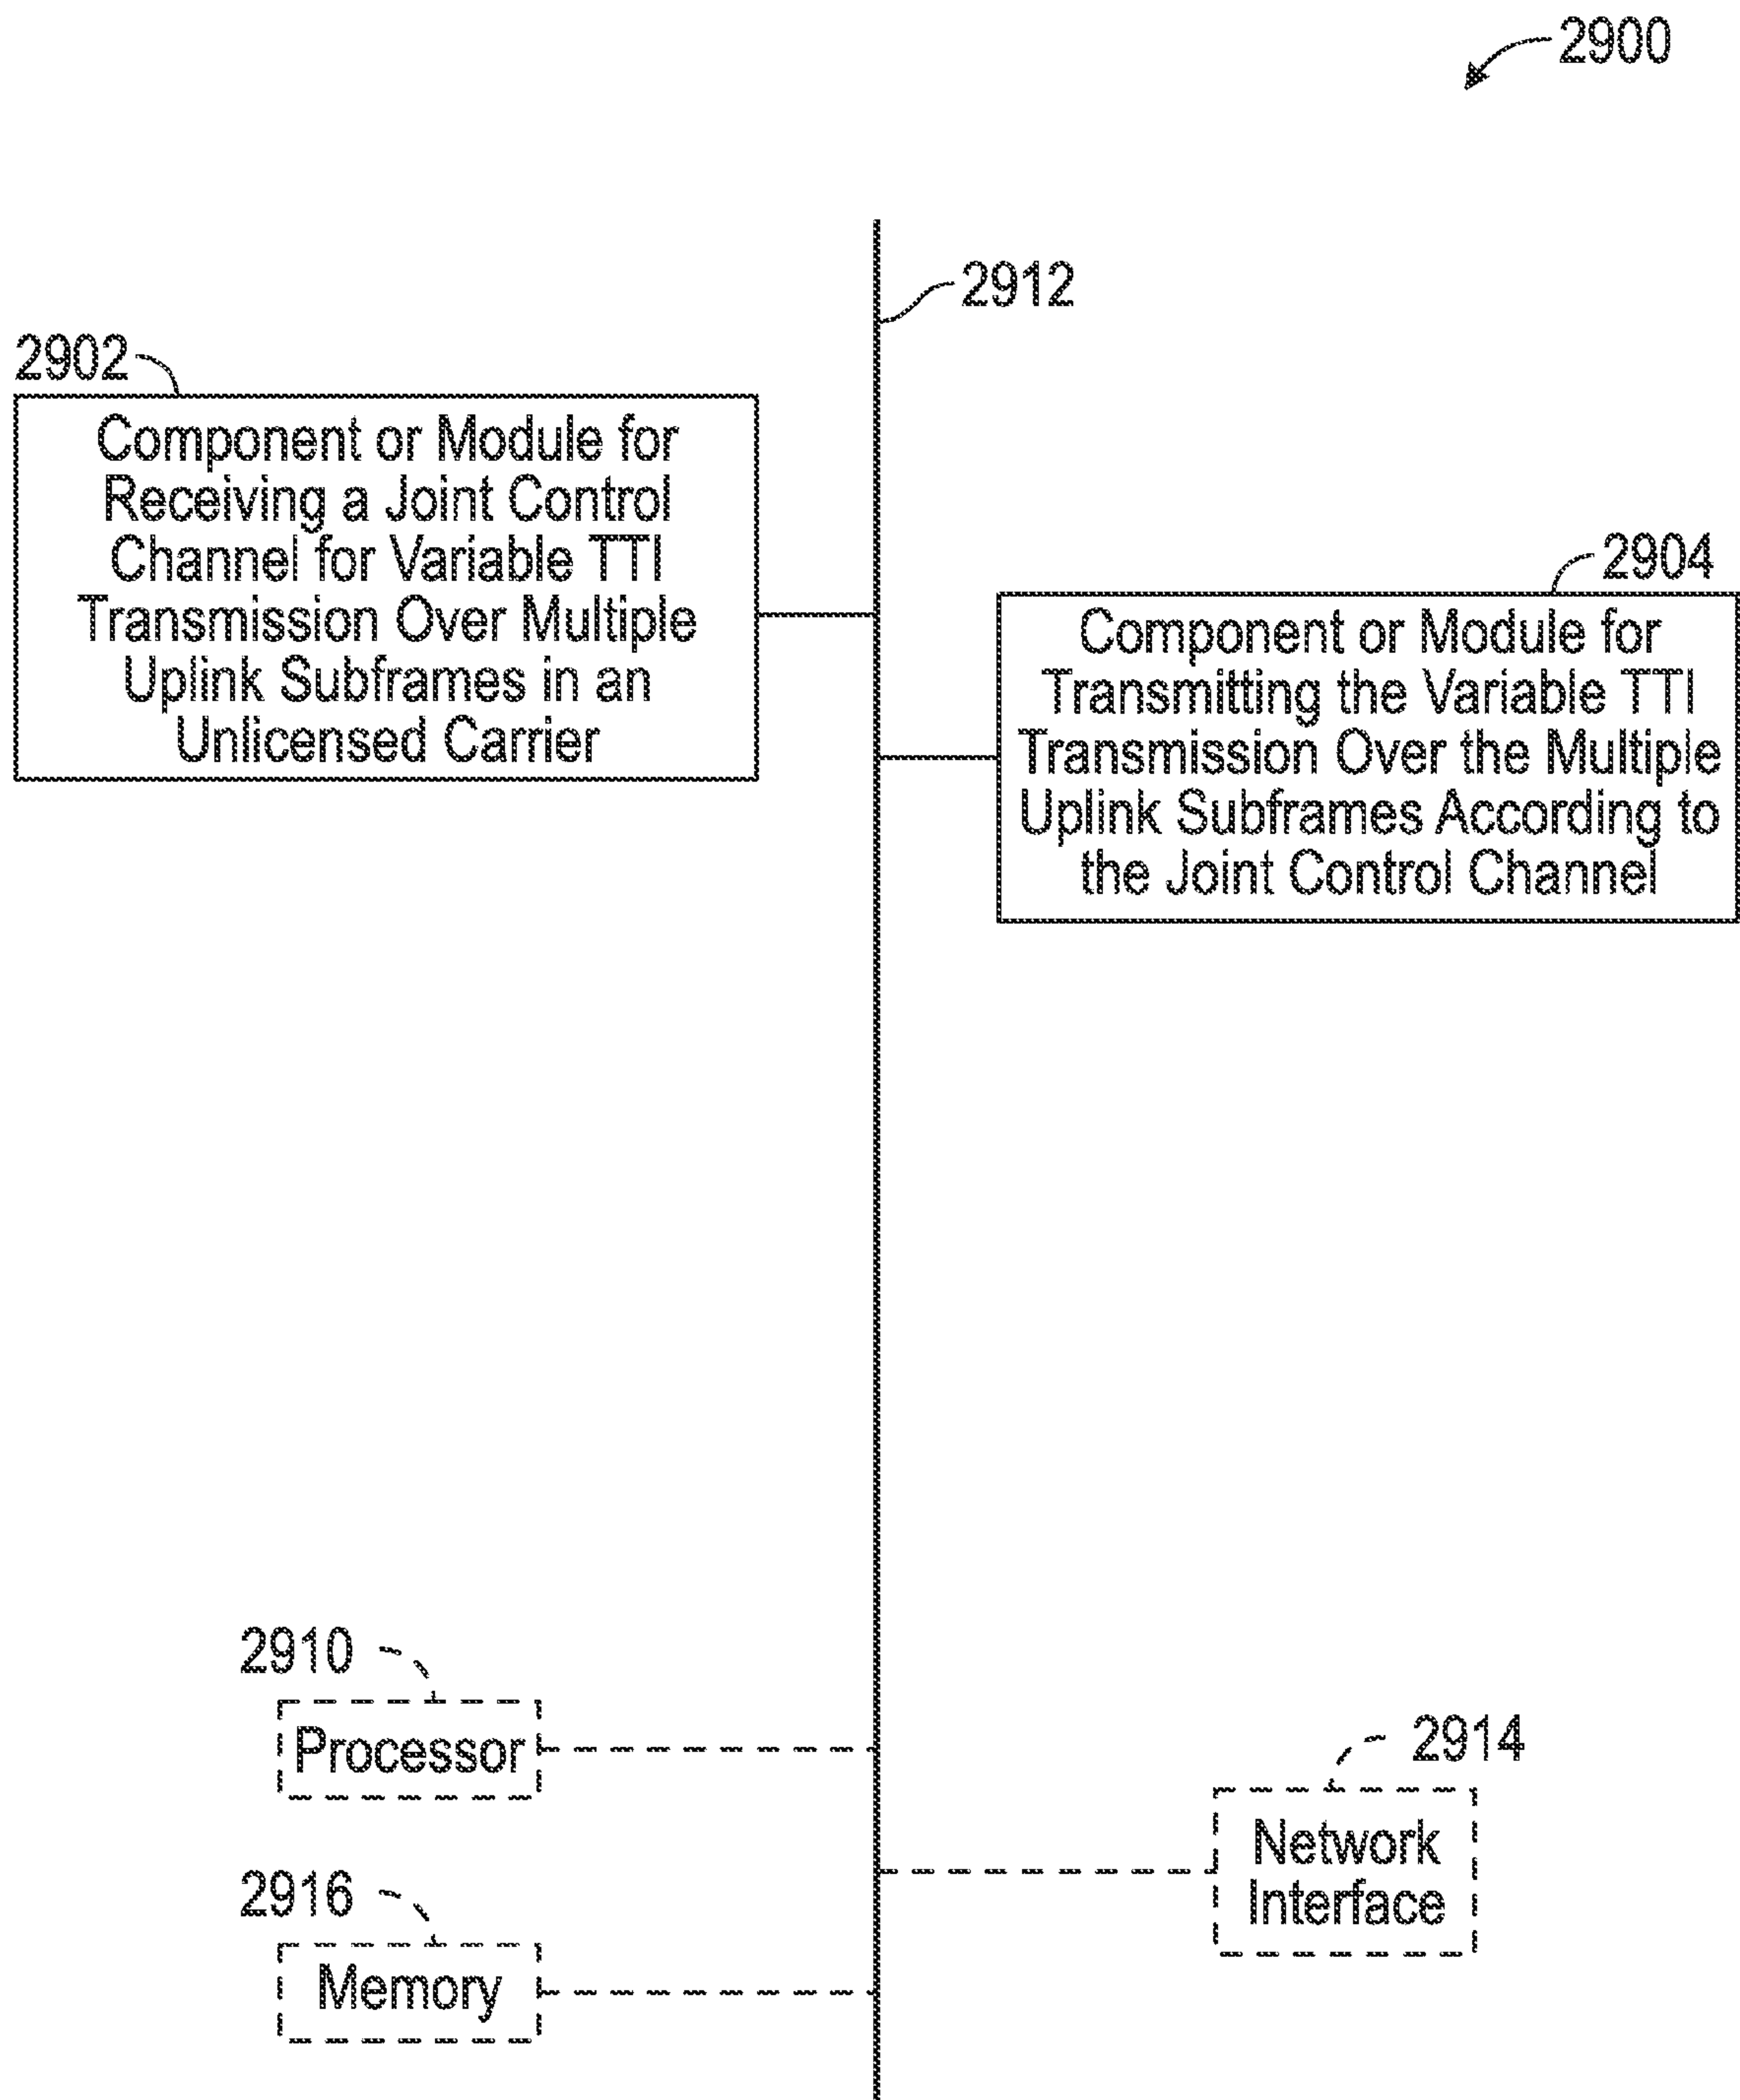 2900
2912
2902
Component or Module for
Receiving a Joint Control
Channel for Variable TTI
Transmission Over Multiple
Uplink Subframes in an
Unlicensed Carrier
2904
Component or Module for
Transmitting the Variable TTI
Transmission Over the Multiple
Uplink Subframes According to
the Joint Control Channel
2910
Processor
2914
Network
Interface
2916
Memory